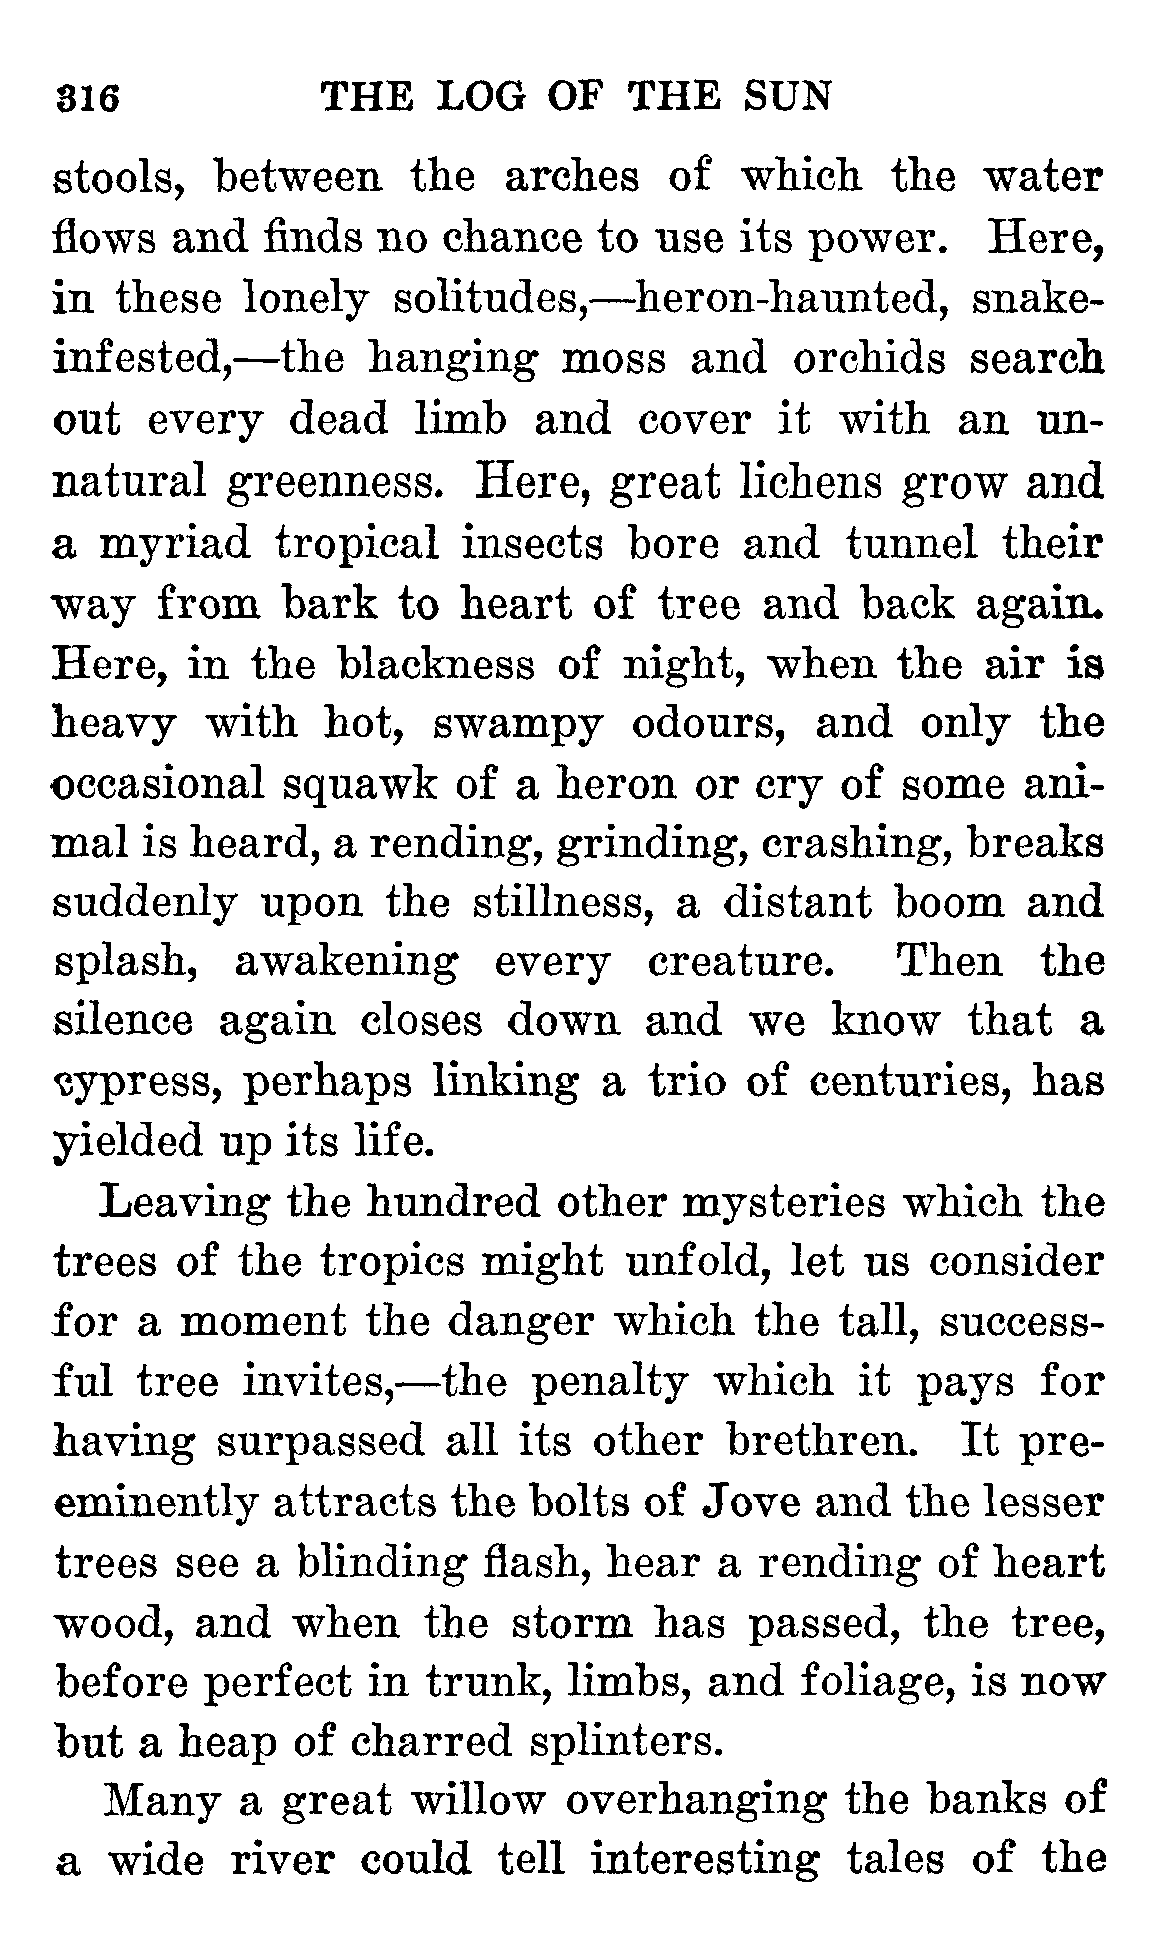 316 THE LOG OF THE SUN
stools, between the arches of which the water
flows and finds no chance to use its power. Here,
in these lonely solitudes,—heron-haunted, snake-
infested,—the hanging moss and orchids search
out every dead limb and cover it with an un-
natural greenness. Here, great lichens grow and
a myriad tropical insects bore and tunnel their
way from bark to heart of tree and back again.
Here, in the blackness of night, when the air is
heavy with hot, swampy odours, and only the
occasional squawk of a heron or cry of some ani-
mal is heard, a rending, grinding, crashing, breaks
suddenly upon the stillness, a distant boom and
splash, awakening every creature. Then the
silence again closes down and we know that a
cypress, perhaps linking a trio of centuries, has
yielded up its life.
Leaving the hundred other mysteries which the
trees of the tropics might unfold, let us consider
for a moment the danger which the tall, success-
ful tree invites,—the penalty which it pays for
having surpassed all its other brethren. It pre-
eminently attracts the bolts of Jove and the lesser
trees see a blinding flash, hear a rending of heart
wood, and when the storm has passed, the tree,
before perfect in trunk, limbs, and foliage, is now
but a heap of charred splinters.
Many a great willow overhanging the banks of
a wide river could tell interesting tales of the